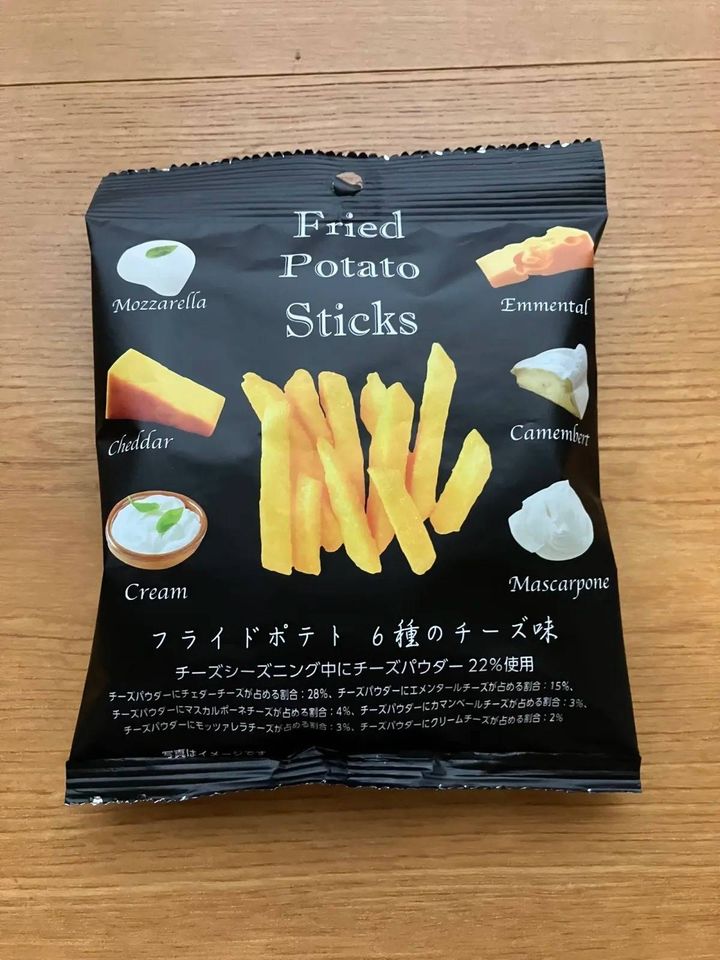 Fried
Potato
Sticks
Mozzarella
Emmental
Cheddar
Camembert
Cream
Mascarpone
フライドポテト 6種のチーズ味
チーズシーズニング中にチーズパウダー22%使用
チーズパウダーにチェダーチーズが占める割合：28%、チーズパウダーにエメンタールチーズが占める割合：15%、
チーズパウダーにマスカルポーネチーズが占める割合：4%、チーズパウダーにカマンベールチーズが占める割合：3%、
チーズパウダーにモッツァレラチーズが占める割合：3%、チーズパウダーにクリームチーズが占める割合：2%
写真はイメージです